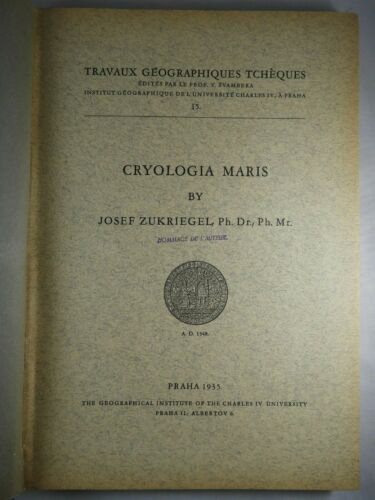 TRAVAUX GÉOGRAPHIQUES TCHÈQUES
ÉDITÉS PAR LE PROF. V. ŠVAMBERA
INSTITUT GÉOGRAPHIQUE DE L'UNIVERSITÉ CHARLES IV., À PRAHA
15.
CRYOLOGIA MARIS
BY
JOSEF ZUKRIEGEL, Ph. Dr., Ph. Mr.
HOMMAGE DE L'AUTEUR.
A. D. 1348.
PRAHA 1935.
THE GEOGRAPHICAL INSTITUTE OF THE CHARLES IV. UNIVERSITY
PRAHA II., ALBERTOV 6.